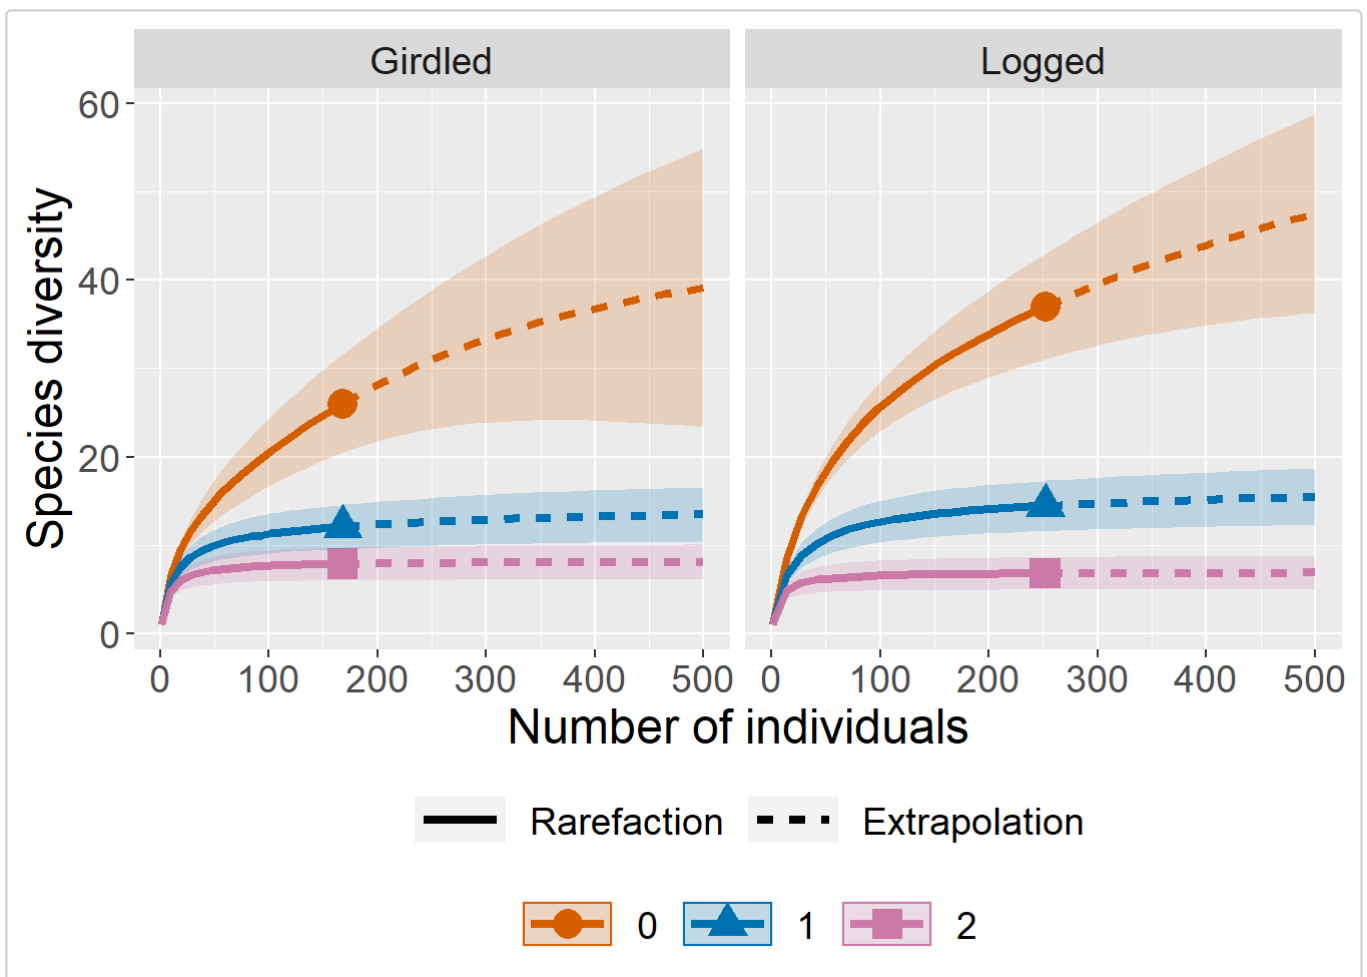 Girdled Logged
60
40
20
0
Species diversity
0 100 200 300 400 500 0 100 200 300 400 500
Number of individuals
Rarefaction Extrapolation
0 1 2